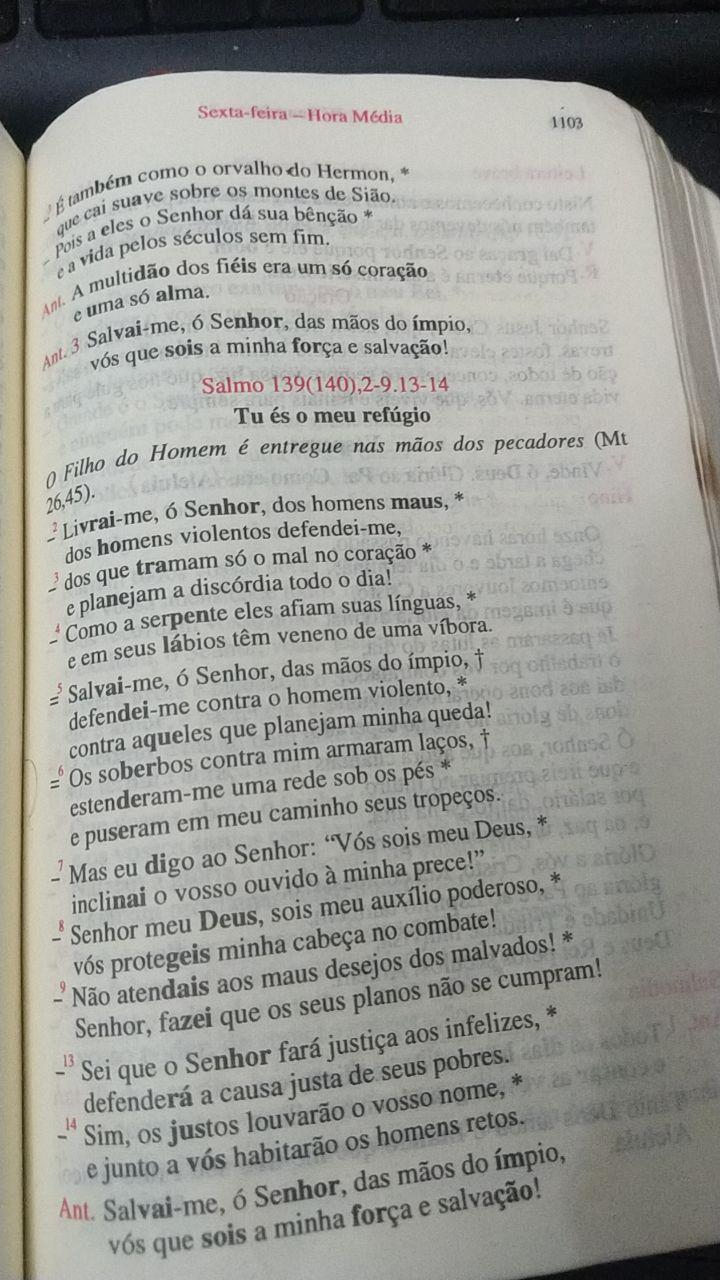 Sexta-feira – Hora Média
1103
– ³ É também como o orvalho do Hermon, *
que cai suave sobre os montes de Sião.
– Pois a eles o Senhor dá sua bênção *
e a vida pelos séculos sem fim.
Ant. A multidão dos fiéis era um só coração
e uma só alma.
Ant. 3 Salvai-me, ó Senhor, das mãos do ímpio,
vós que sois a minha força e salvação!
Salmo 139(140),2-9.13-14
Tu és o meu refúgio
O Filho do Homem é entregue nas mãos dos pecadores (Mt
26,45).
– ² Livrai-me, ó Senhor, dos homens maus, *
dos homens violentos defendei-me,
– ³ dos que tramam só o mal no coração *
e planejam a discórdia todo o dia!
– ⁴ Como a serpente eles afiam suas línguas, *
e em seus lábios têm veneno de uma víbora.
= ⁵ Salvai-me, ó Senhor, das mãos do ímpio, †
defendei-me contra o homem violento, *
contra aqueles que planejam minha queda!
= ⁶ Os soberbos contra mim armaram laços, †
estenderam-me uma rede sob os pés *
e puseram em meu caminho seus tropeços.
– ⁷ Mas eu digo ao Senhor: “Vós sois meu Deus, *
inclinai o vosso ouvido à minha prece!”
– ⁸ Senhor meu Deus, sois meu auxílio poderoso, *
vós protegeis minha cabeça no combate!
– ⁹ Não atendais aos maus desejos dos malvados! *
Senhor, fazei que os seus planos não se cumpram!
– ¹³ Sei que o Senhor fará justiça aos infelizes, *
defenderá a causa justa de seus pobres.
– ¹⁴ Sim, os justos louvarão o vosso nome, *
e junto a vós habitarão os homens retos.
Ant. Salvai-me, ó Senhor, das mãos do ímpio,
vós que sois a minha força e salvação!